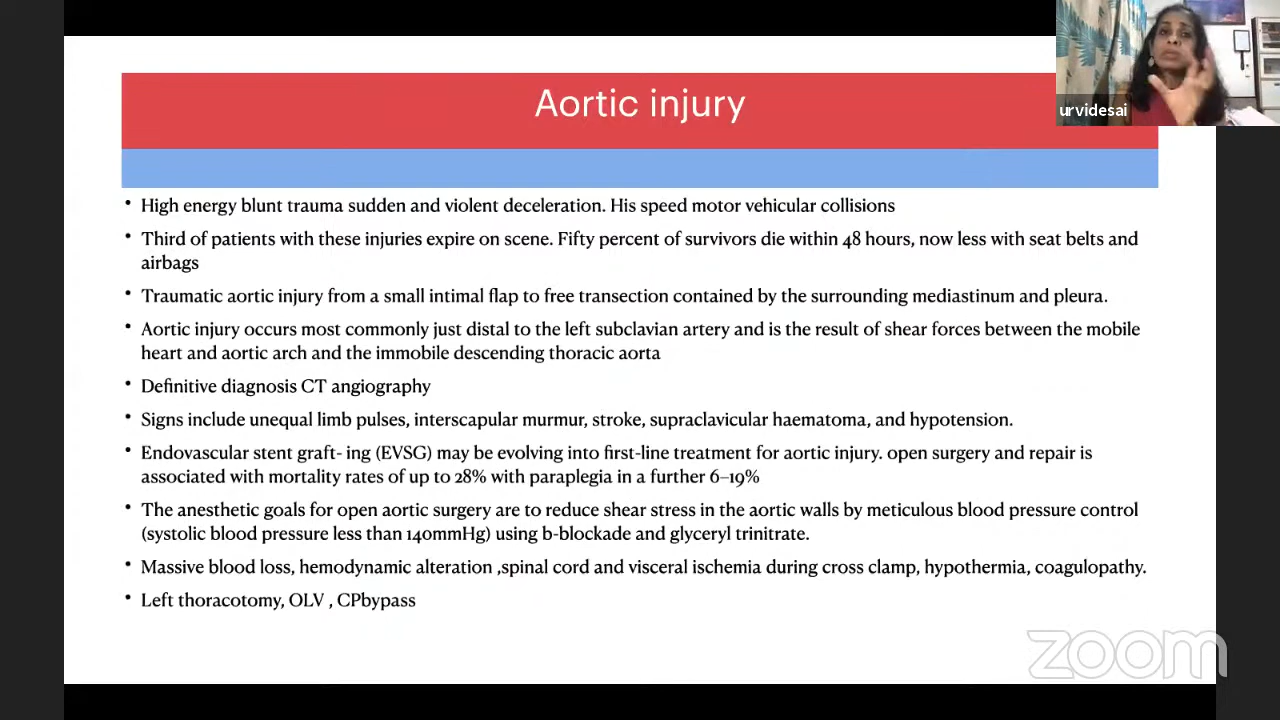 Aortic injury
urvidesai
• High energy blunt trauma sudden and violent deceleration. His speed motor vehicular collisions
• Third of patients with these injuries expire on scene. Fifty percent of survivors die within 48 hours, now less with seat belts and
airbags
• Traumatic aortic injury from a small intimal flap to free transection contained by the surrounding mediastinum and pleura.
• Aortic injury occurs most commonly just distal to the left subclavian artery and is the result of shear forces between the mobile
heart and aortic arch and the immobile descending thoracic aorta
• Definitive diagnosis CT angiography
• Signs include unequal limb pulses, interscapular murmur, stroke, supraclavicular haematoma, and hypotension.
• Endovascular stent graft- ing (EVSG) may be evolving into first-line treatment for aortic injury. open surgery and repair is
associated with mortality rates of up to 28% with paraplegia in a further 6–19%
• The anesthetic goals for open aortic surgery are to reduce shear stress in the aortic walls by meticulous blood pressure control
(systolic blood pressure less than 140mmHg) using b-blockade and glyceryl trinitrate.
• Massive blood loss, hemodynamic alteration ,spinal cord and visceral ischemia during cross clamp, hypothermia, coagulopathy.
• Left thoracotomy, OLV , CPbypass
zoom